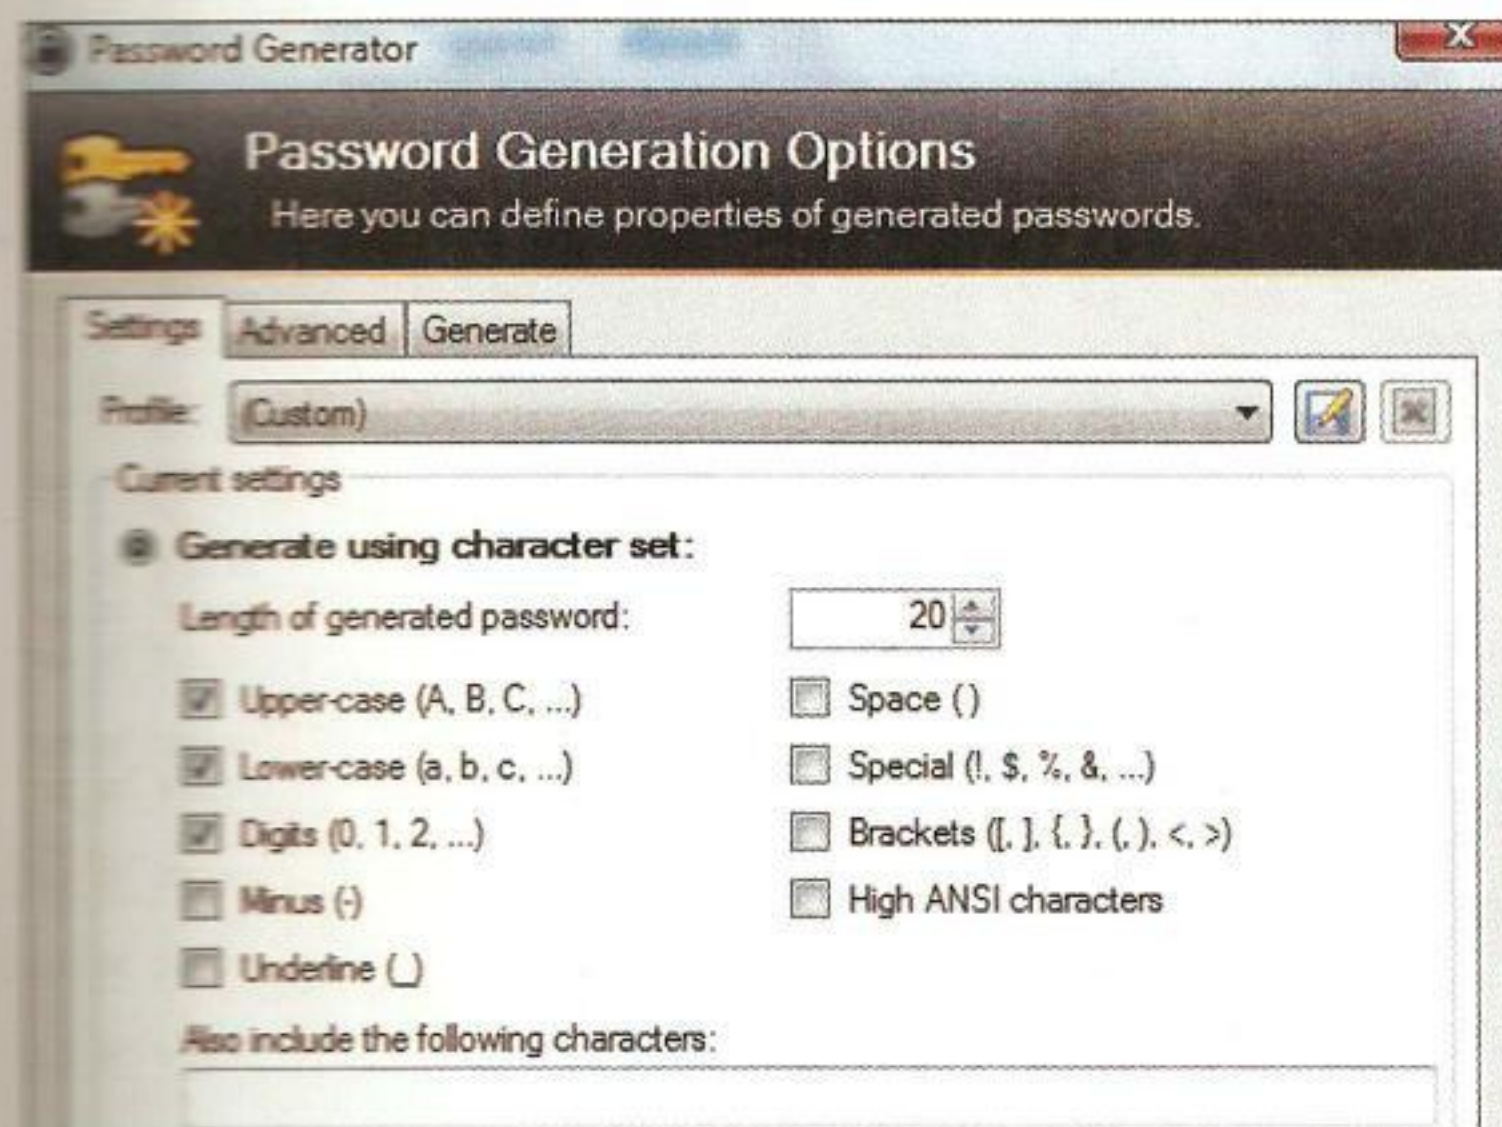 Password Generator
Password Generation Options
Here you can define properties of generated passwords.
Settings Advanced Generate
Profile: (Custom)
Current settings
Generate using character set:
Length of generated password: 20
Upper-case (A, B, C, ...) Space ( )
Lower-case (a, b, c, ...) Special (!, $, %, &, ...)
Digits (0, 1, 2, ...) Brackets ([, ], {, }, (, ), <, >)
Minus (-) High ANSI characters
Underline (_)
Also include the following characters: